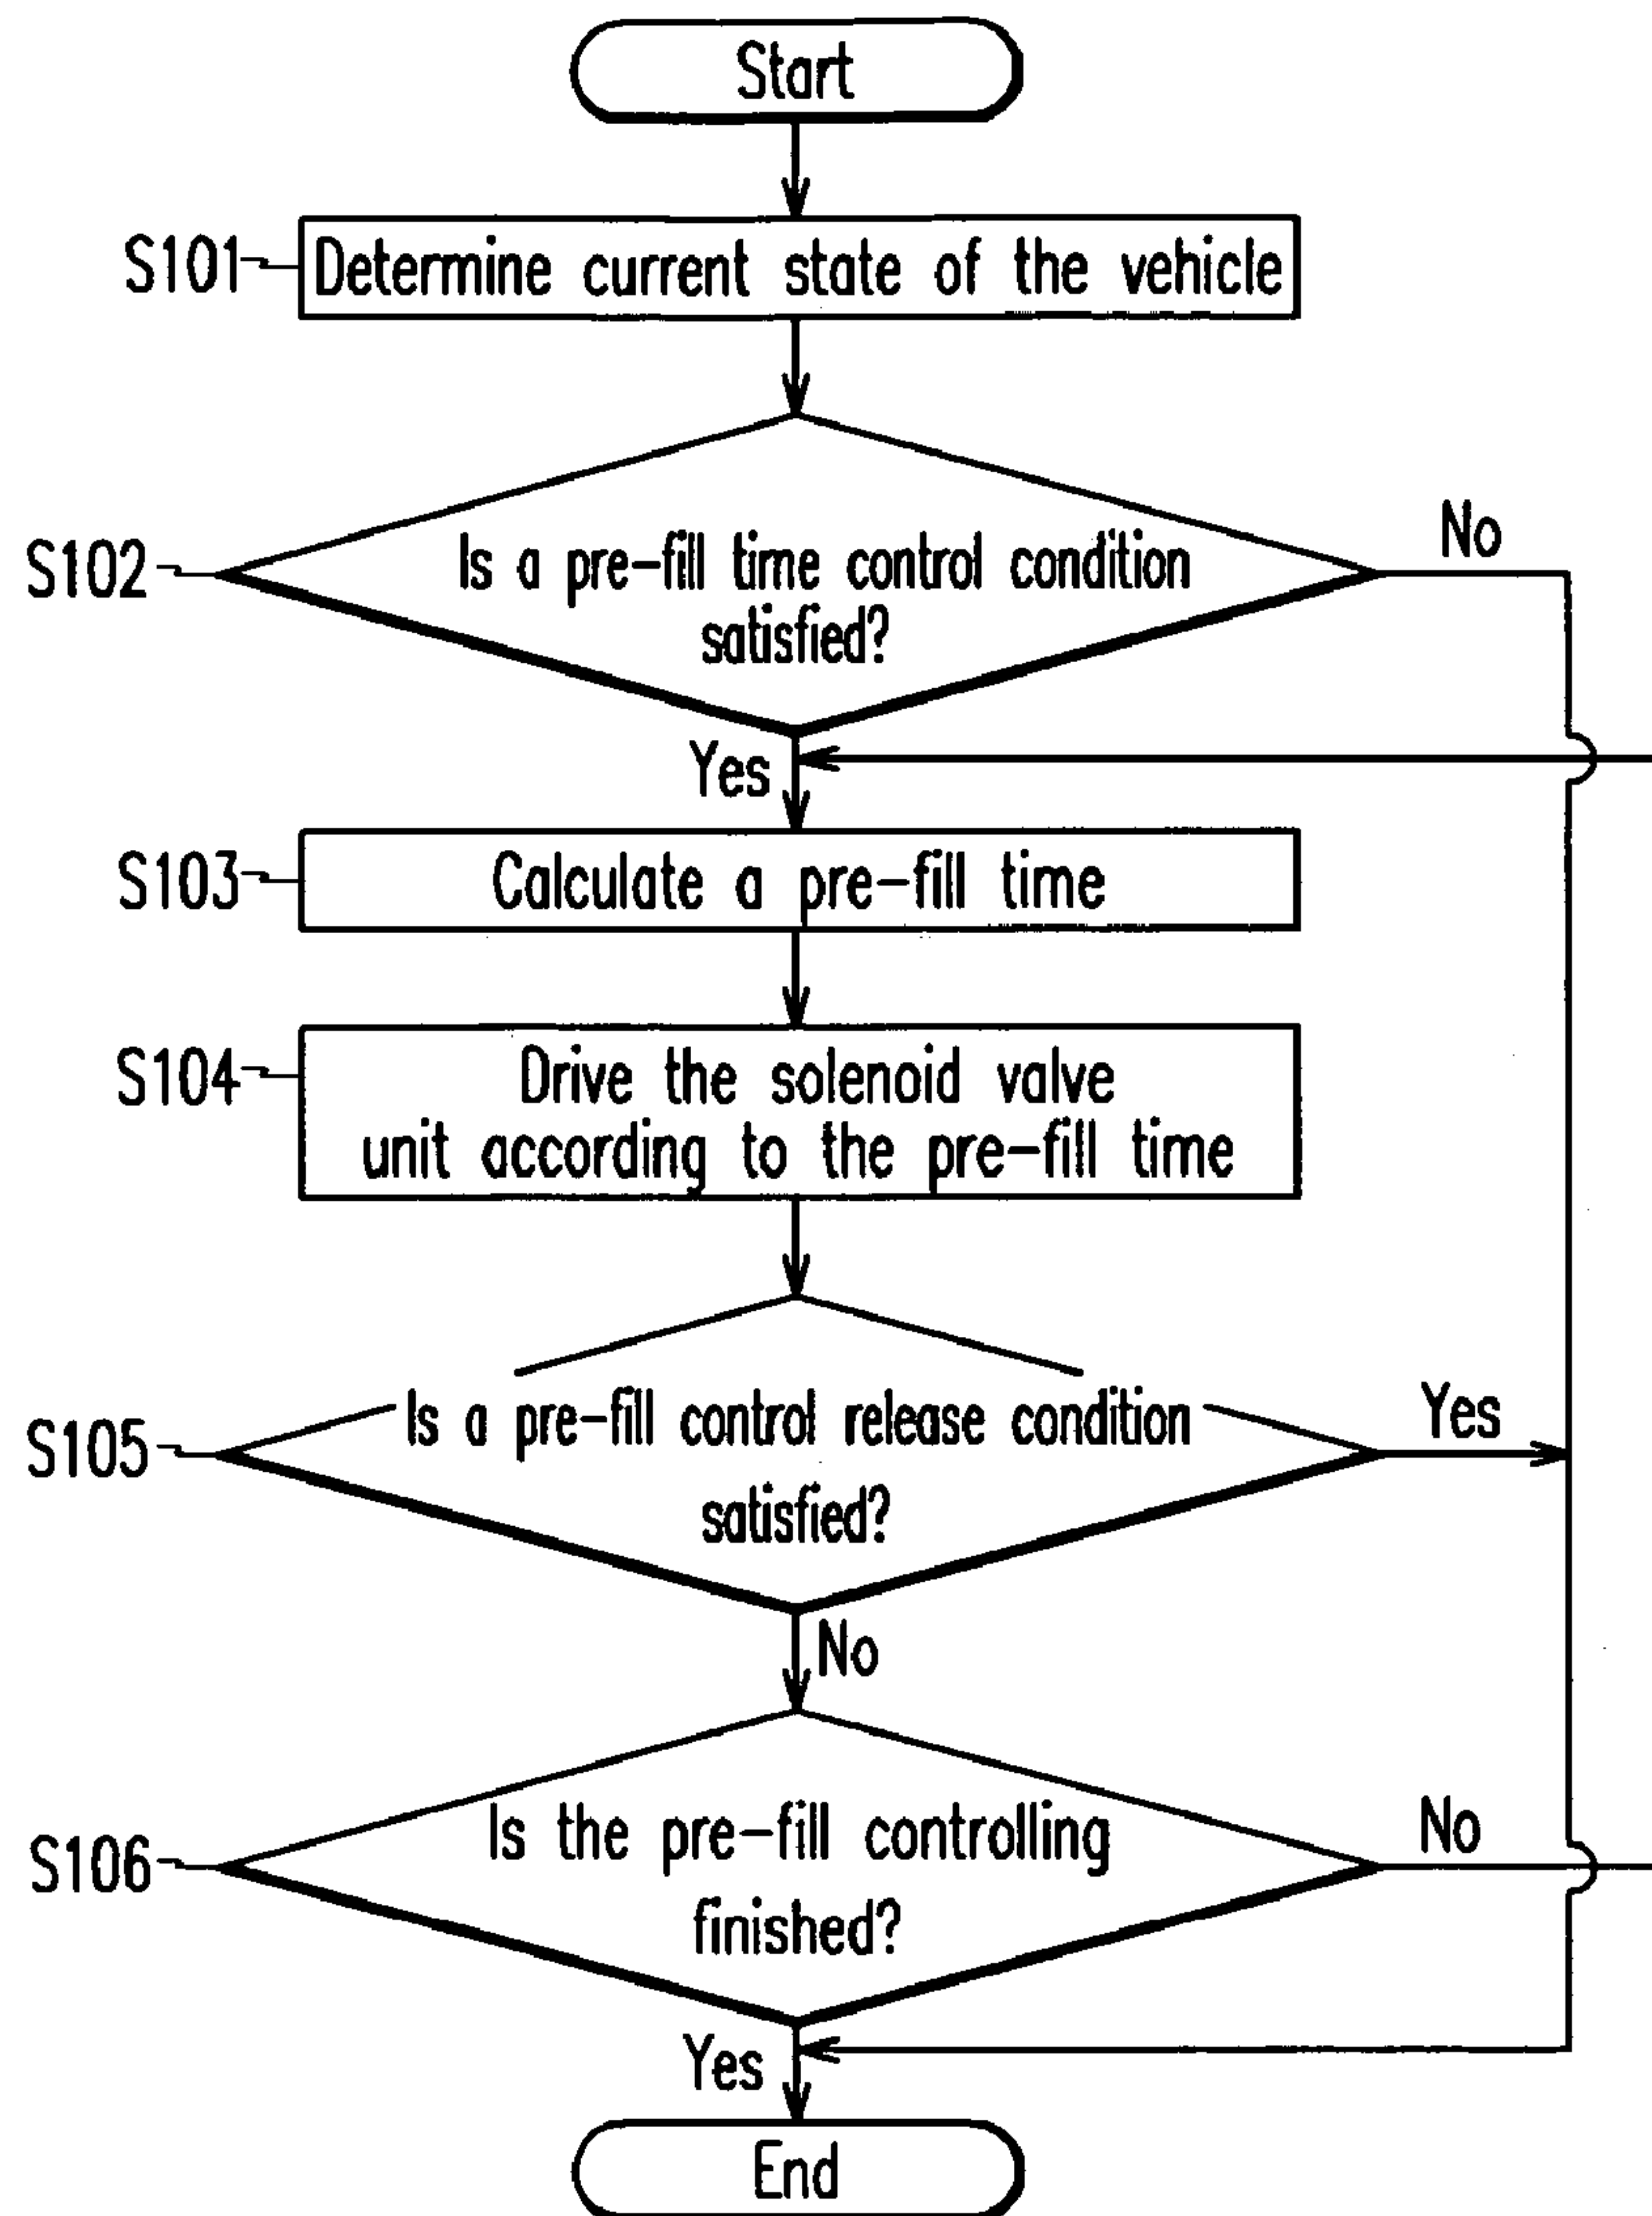 Start
S101
Determine current state of the vehicle
S102
Is a pre-fill time control condition
satisfied?
No
Yes
S103
Calculate a pre-fill time
S104
Drive the solenoid valve
unit according to the pre-fill time
S105
Is a pre-fill control release condition
satisfied?
Yes
No
S106
Is the pre-fill controlling
finished?
No
Yes
End